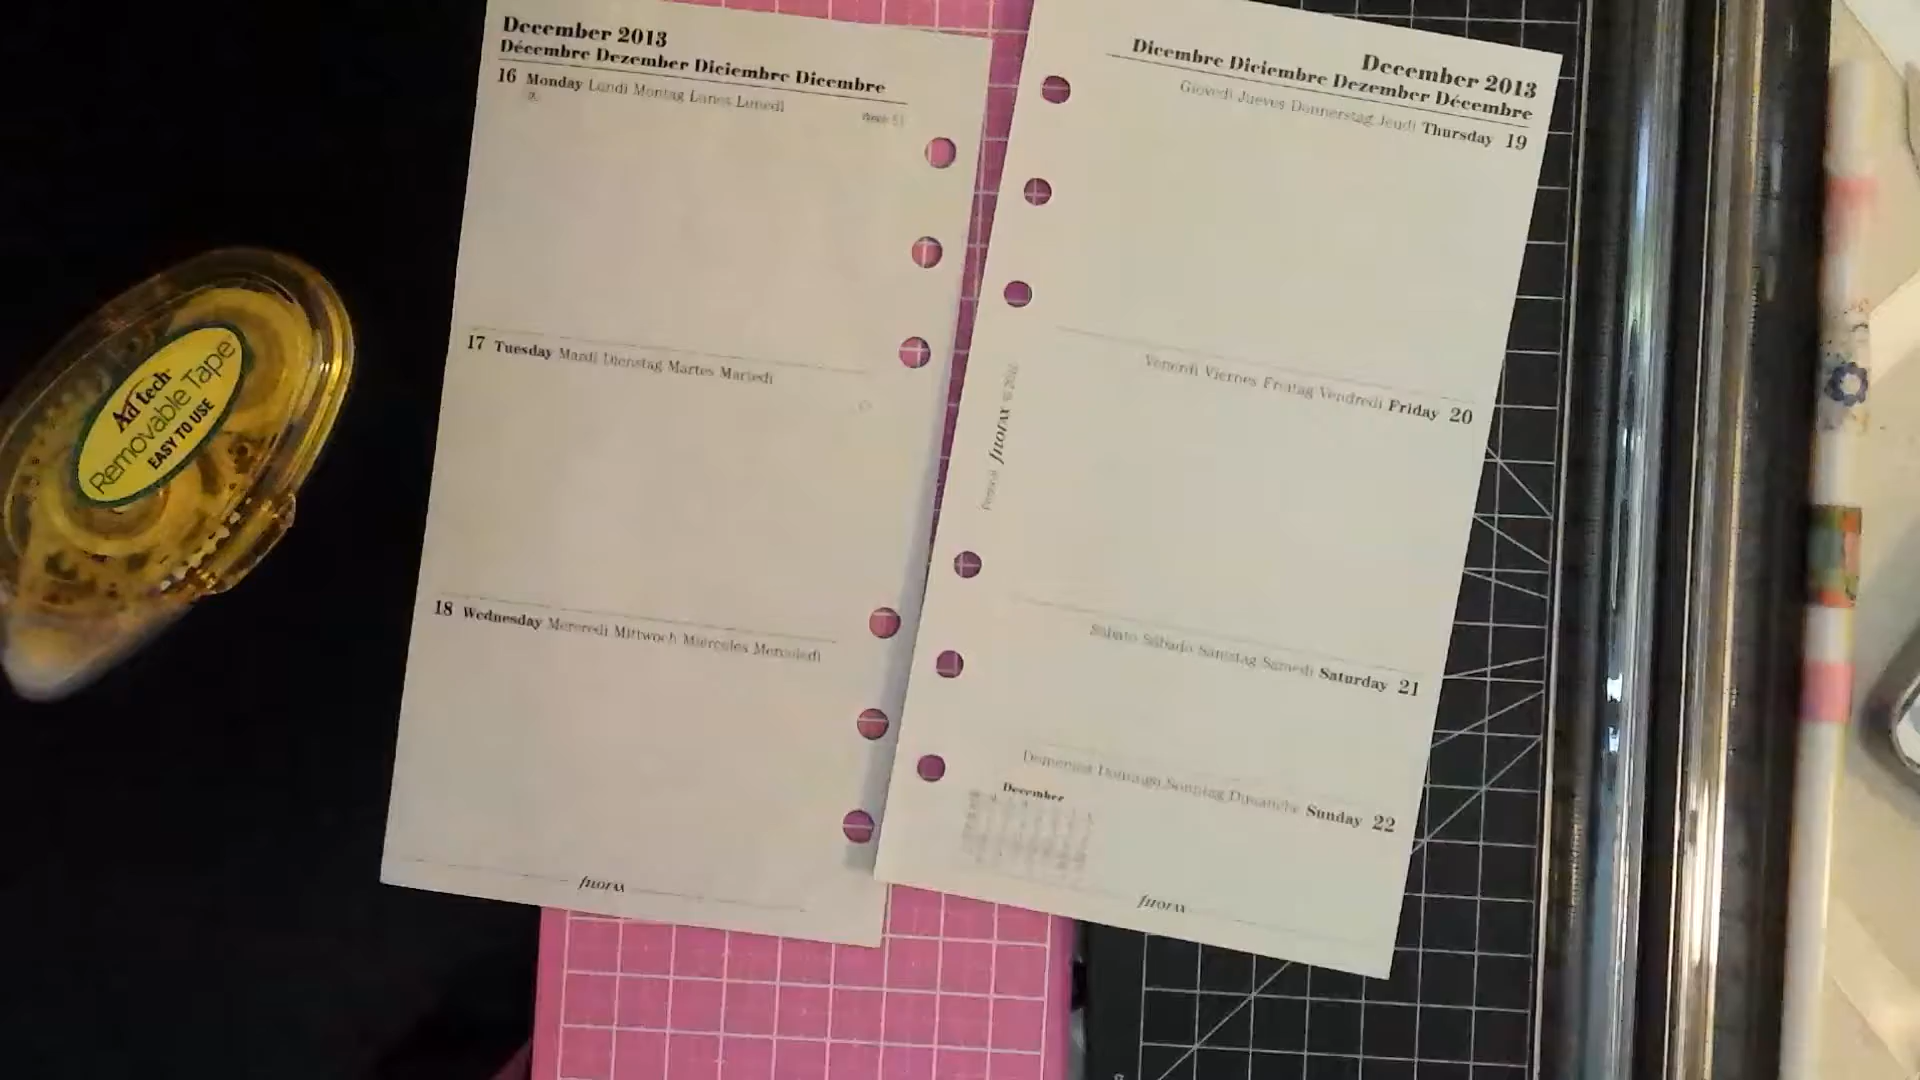 December 2013
Décembre Dezember Diciembre Dicembre
16 Monday Lundi Montag Lunes Lunedì
17 Tuesday Mardi Dienstag Martes Martedì
18 Wednesday Mercredi Mittwoch Miércoles Mercoledì
filofax
December 2013
Dicembre Diciembre Dezember Décembre
Giovedì Jueves Donnerstag Jeudi Thursday 19
Venerdì Viernes Freitag Vendredi Friday 20
Sabato Sábado Samstag Samedi Saturday 21
Domenica Domingo Sonntag Dimanche Sunday 22
December
filofax
filofax
Ad tech
Removable Tape
EASY TO USE